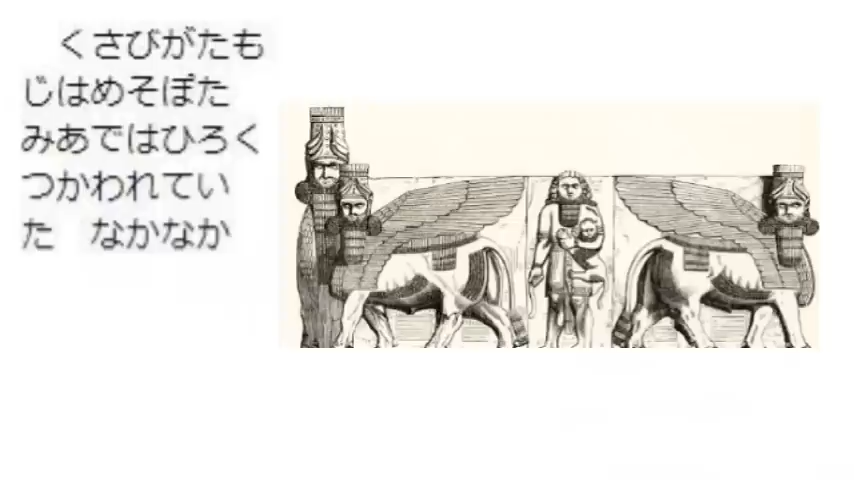 くさびがたも
じはめそぽた
みあではひろく
つかわれてい
た　なかなか